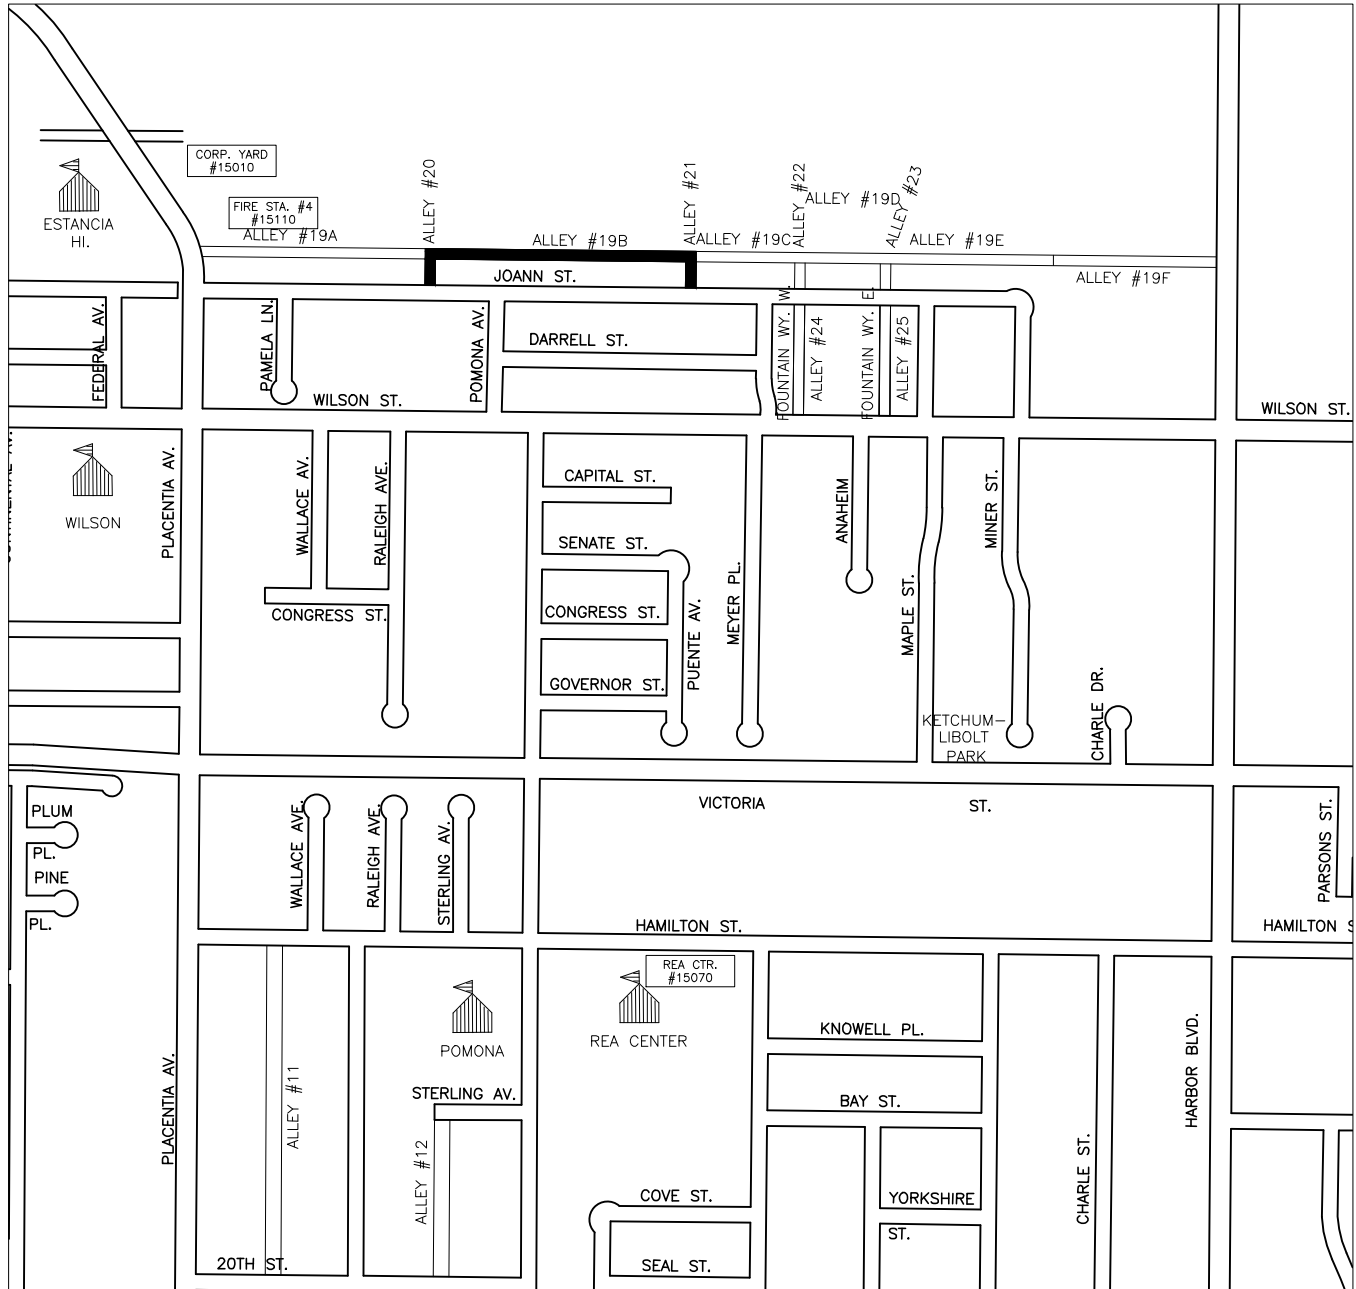 CORP. YARD
#15010
ESTANCIA
HI.
FIRE STA. #4
#15110
ALLEY #19A
ALLEY #20
ALLEY #19B
ALLEY #21
ALLEY #19C
ALLEY #22
ALLEY #19D
ALLEY #23
ALLEY #19E
ALLEY #19F
JOANN ST.
FEDERAL AV.
PAMELA LN.
POMONA AV.
DARRELL ST.
FOUNTAIN WY. W.
ALLEY #24
FOUNTAIN WY. E.
ALLEY #25
WILSON ST.
WILSON ST.
WILSON
PLACENTIA AV.
WALLACE AV.
RALEIGH AVE.
CONGRESS ST.
CAPITAL ST.
SENATE ST.
CONGRESS ST.
GOVERNOR ST.
PUENTE AV.
MEYER PL.
ANAHEIM
MAPLE ST.
MINER ST.
KETCHUM-
LIBOLT
PARK
CHARLE DR.
PLUM
PL.
PINE
PL.
WALLACE AVE.
RALEIGH AVE.
STERLING AV.
VICTORIA ST.
PARSONS ST.
HAMILTON ST.
HAMILTON S
REA CTR.
#15070
REA CENTER
POMONA
STERLING AV.
ALLEY #11
ALLEY #12
PLACENTIA AV.
KNOWELL PL.
BAY ST.
HARBOR BLVD.
CHARLE ST.
COVE ST.
YORKSHIRE
ST.
20TH ST.
SEAL ST.